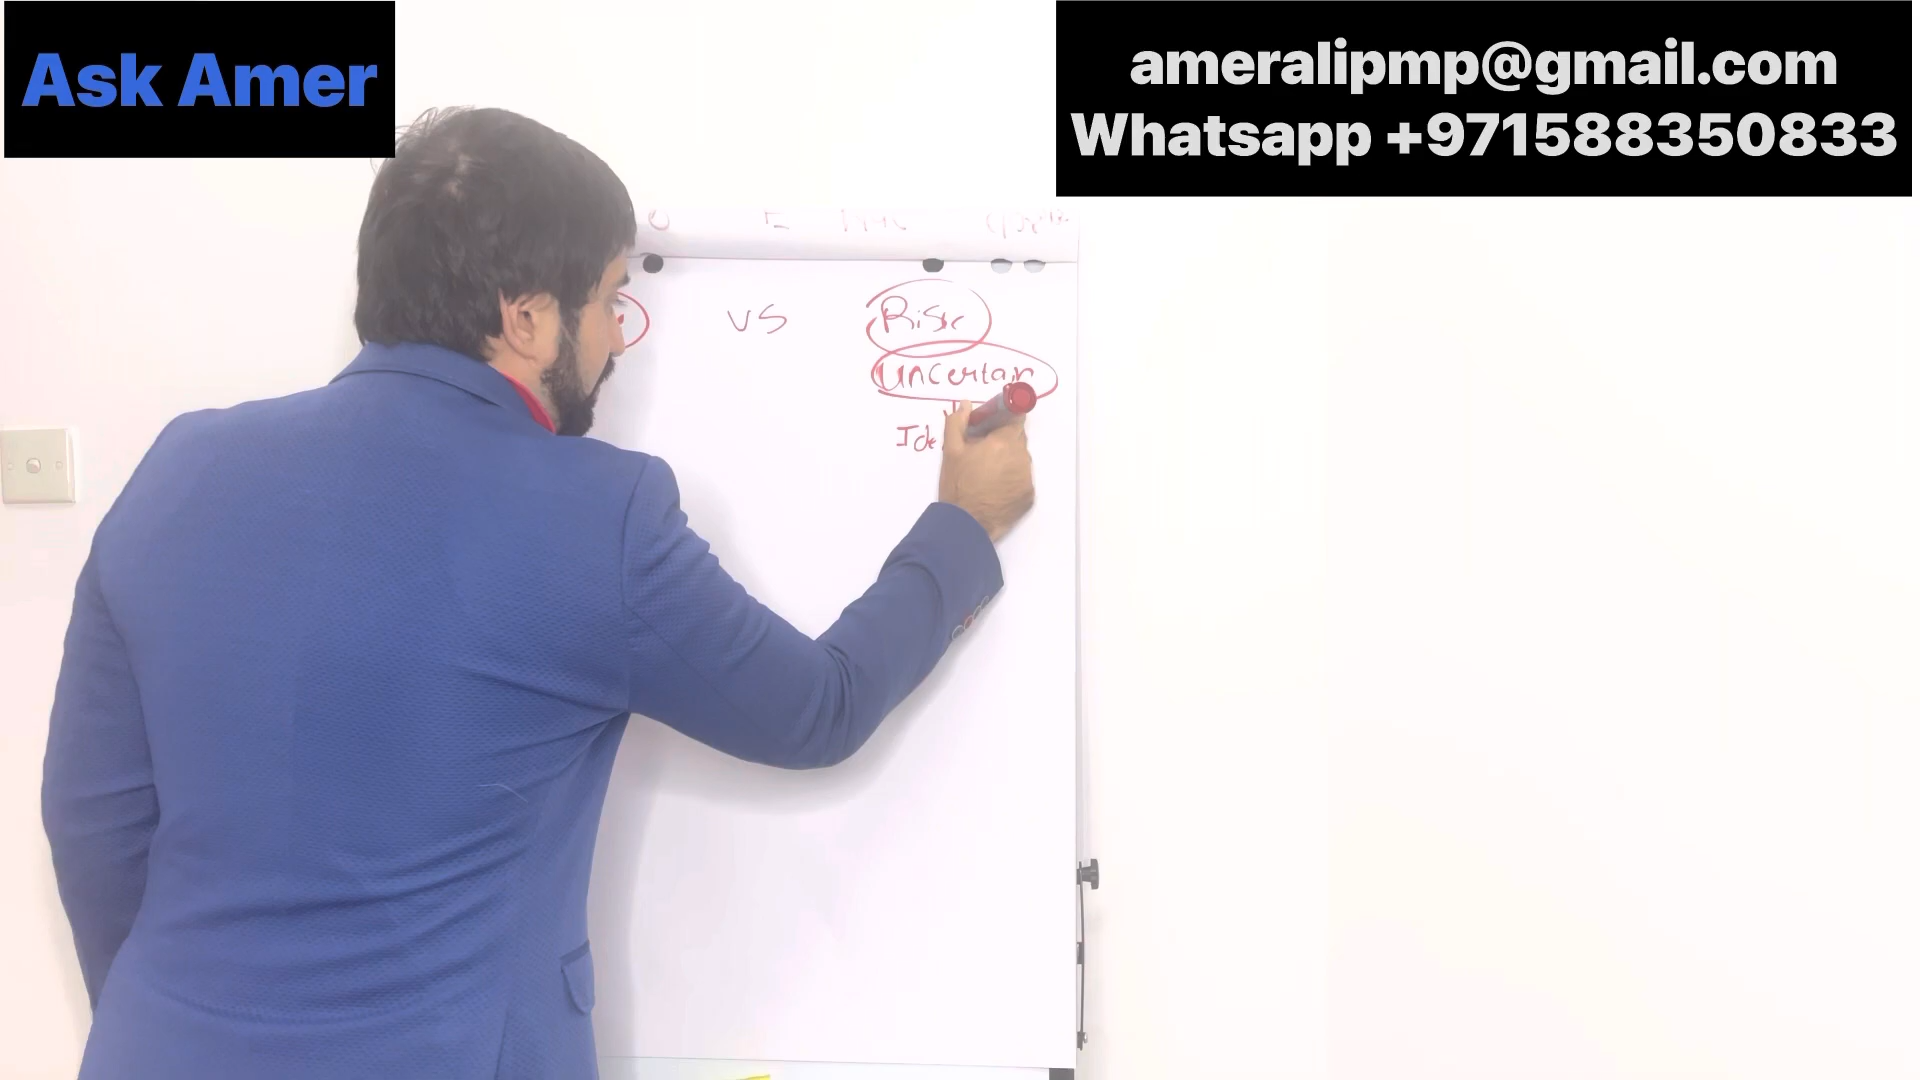 Ask Amer
ameralipmp@gmail.com
Whatsapp +971588350833
vs Risk
uncertain